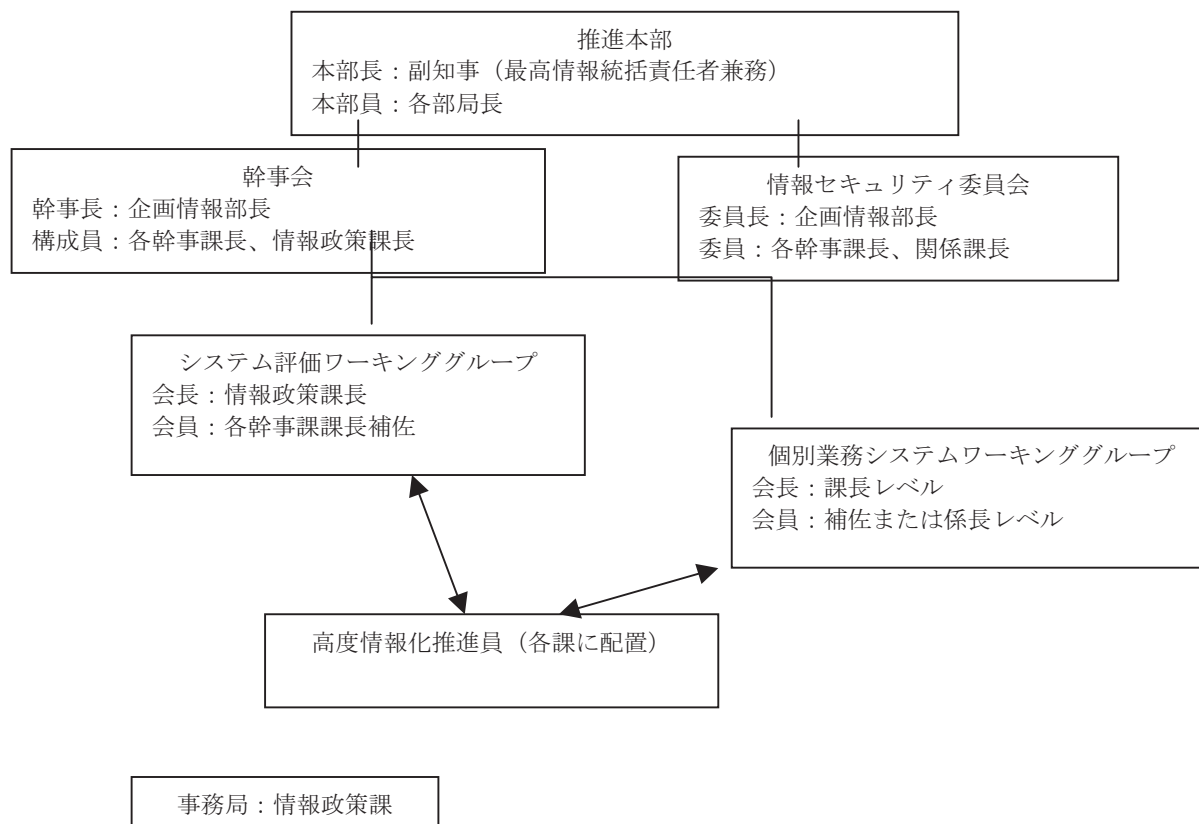 推進本部
本部長：副知事（最高情報統括責任者兼務）
本部員：各部局長
幹事会
幹事長：企画情報部長
構成員：各幹事課長、情報政策課長
情報セキュリティ委員会
委員長：企画情報部長
委員：各幹事課長、関係課長
システム評価ワーキンググループ
会長：情報政策課長
会員：各幹事課課長補佐
個別業務システムワーキンググループ
会長：課長レベル
会員：補佐または係長レベル
高度情報化推進員（各課に配置）
事務局：情報政策課